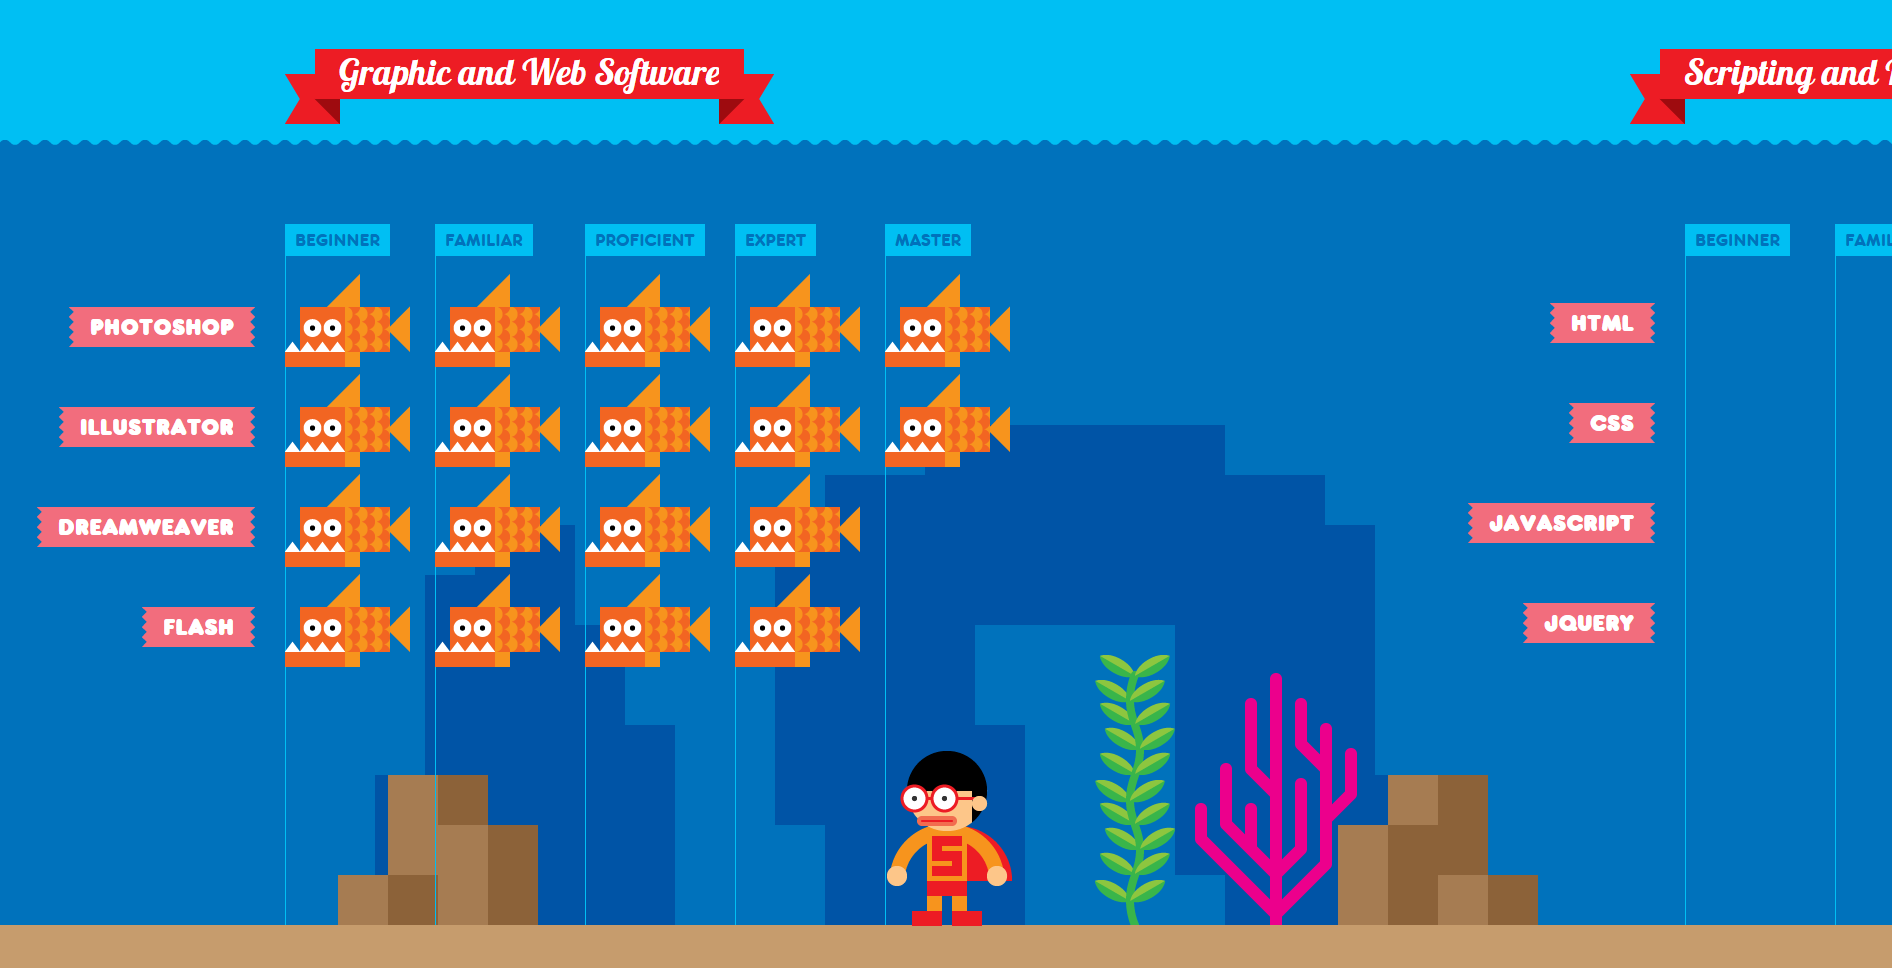 Graphic and Web Software
Scripting and
BEGINNER
FAMILIAR
PROFICIENT
EXPERT
MASTER
PHOTOSHOP
ILLUSTRATOR
DREAMWEAVER
FLASH
BEGINNER
FAMIL
HTML
CSS
JAVASCRIPT
JQUERY
S